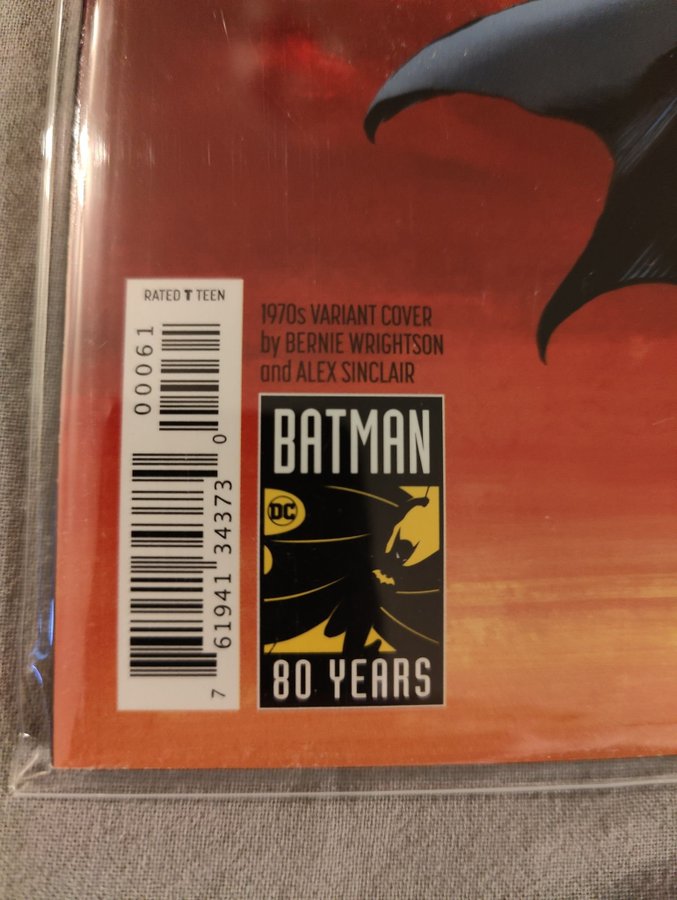 RATED T TEEN
00061
7 61941 34373 0
1970s VARIANT COVER
by BERNIE WRIGHTSON
and ALEX SINCLAIR
BATMAN
DC
80 YEARS